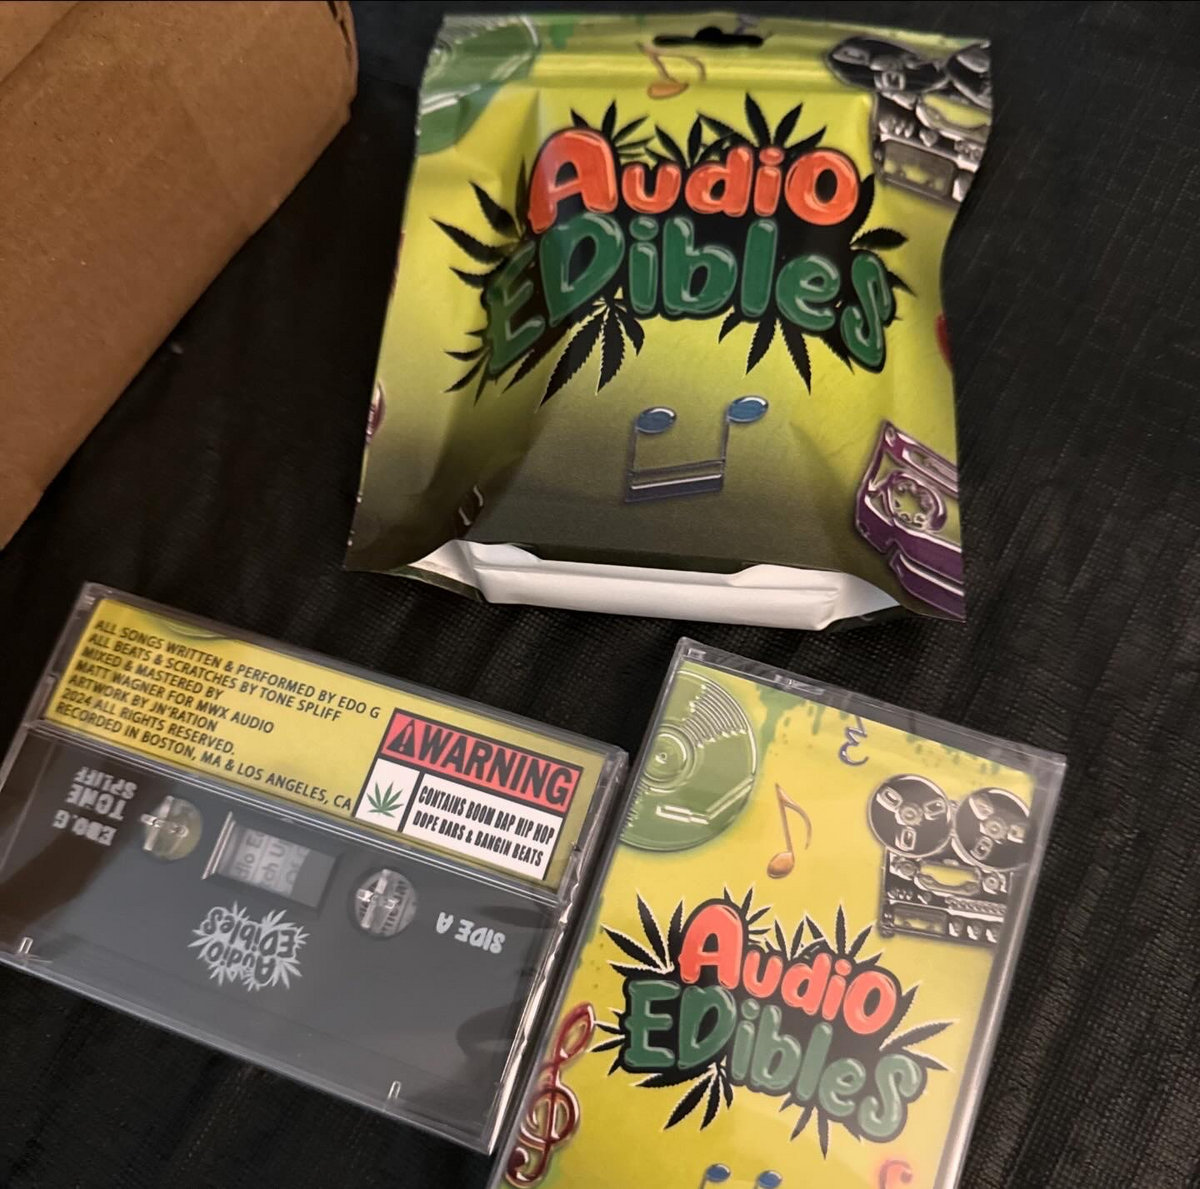 Audio
EDibles
ALL SONGS WRITTEN & PERFORMED BY EDO G
ALL BEATS & SCRATCHES BY TONE SPLIFF
MIXED & MASTERED BY
MATT WAGNER FOR MWX AUDIO
ARTWORK BY JN'RATION
2024 ALL RIGHTS RESERVED.
RECORDED IN BOSTON, MA & LOS ANGELES, CA
WARNING
CONTAINS BOOM BAP HIP HOP
DOPE BARS & BANGIN BEATS
EDO.G
TONE
SPLIFF
SIDE A
Audio
EDibles
Audio
EDibles